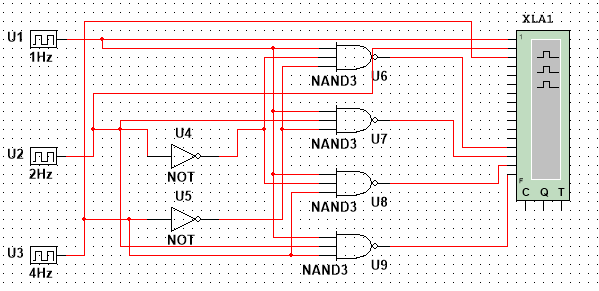 XLA1
U1
1Hz
1
NAND3
U6
U2
2Hz
U4
NOT
NAND3
U7
U5
NOT
NAND3
U8
F
C Q T
U3
4Hz
NAND3
U9